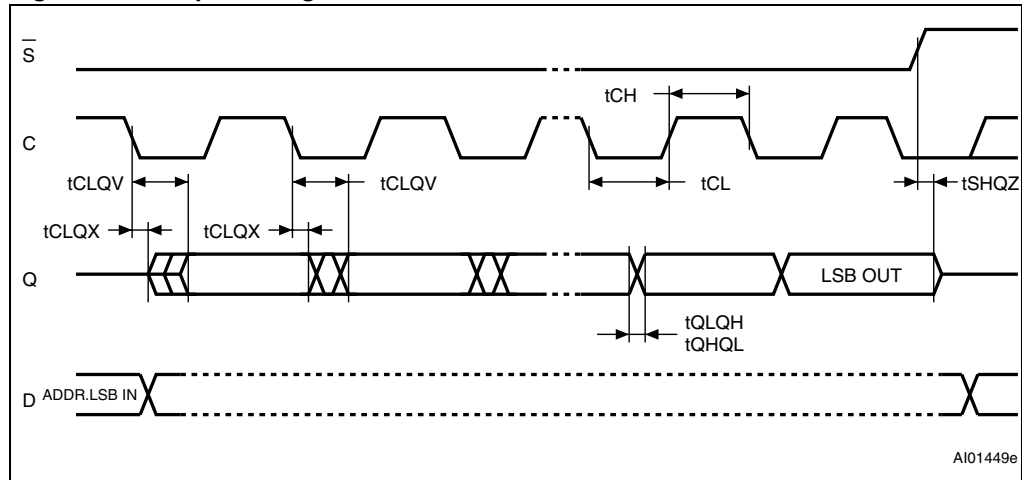 S
tCH
C
tCLQV
tCLQV
tCL
tSHQZ
tCLQX
tCLQX
Q
LSB OUT
tQLQH
tQHQL
D
ADDR.LSB IN
AI01449e